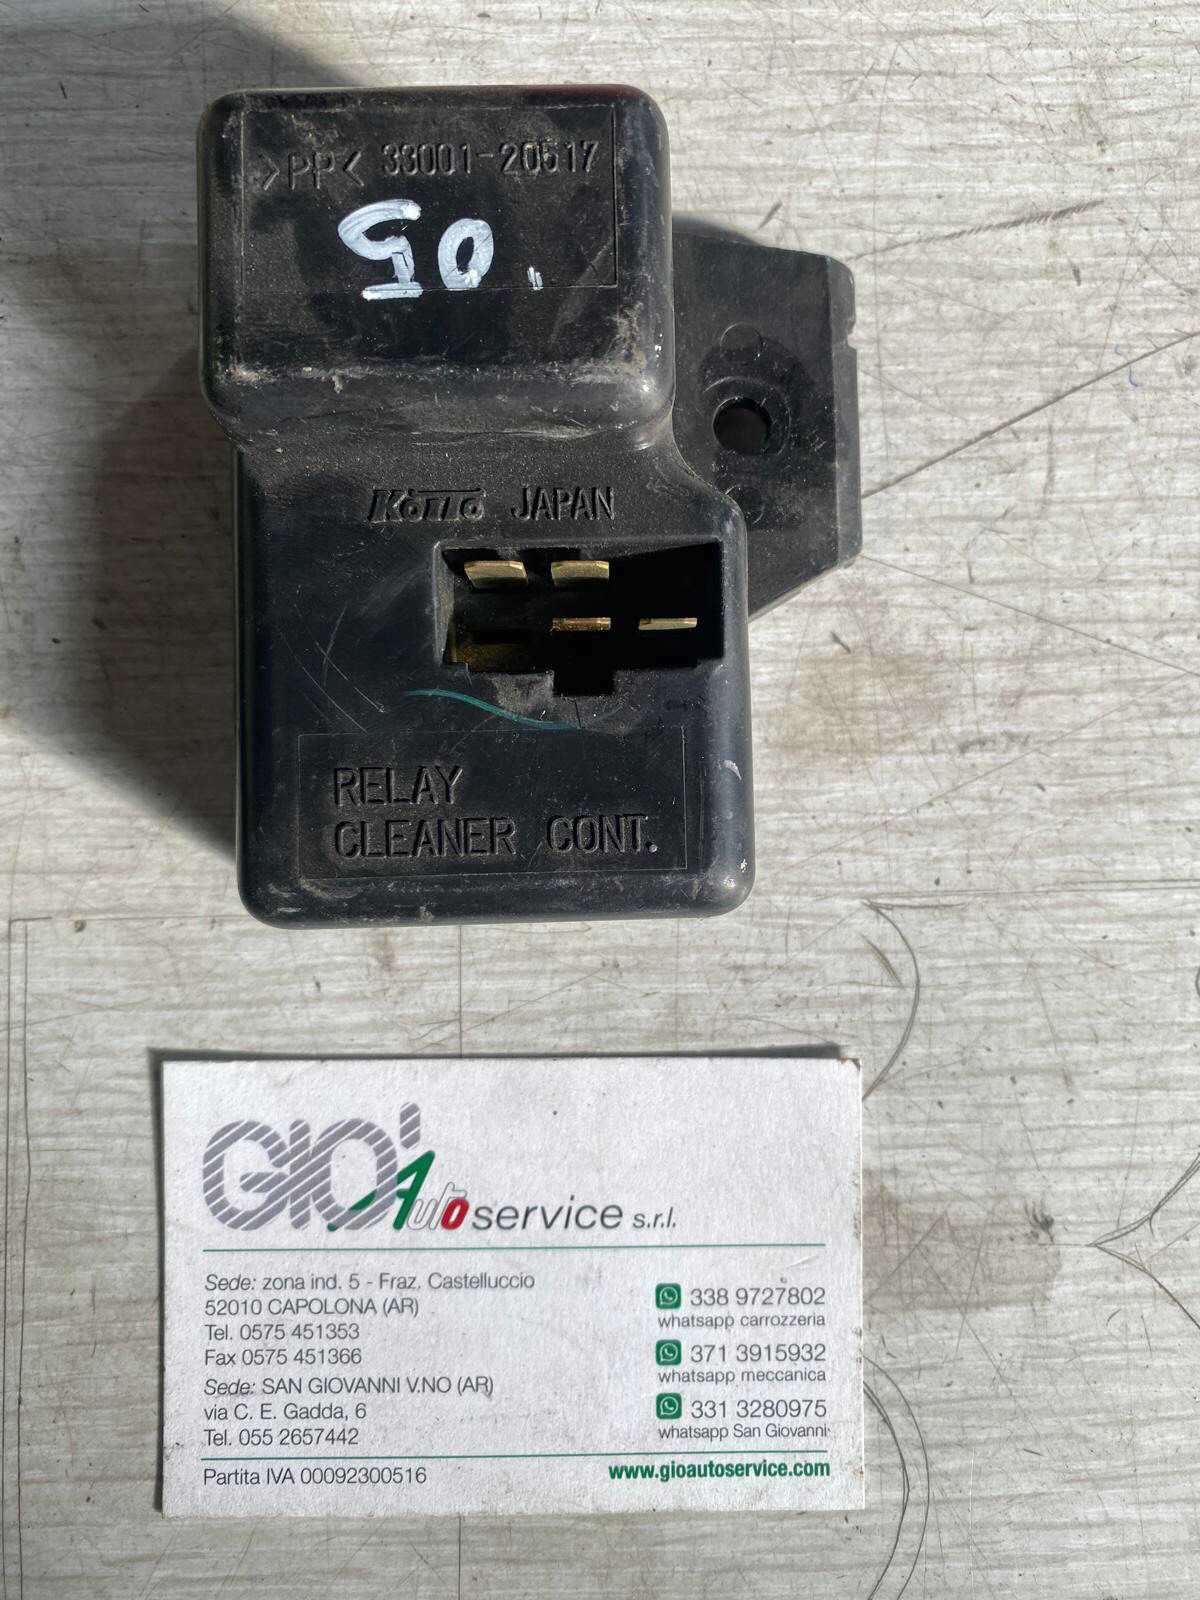 >PP< 33001-20517
'05
Koito JAPAN
RELAY
CLEANER CONT.
GIO' Auto service s.r.l.
Sede: zona ind. 5 - Fraz. Castelluccio
52010 CAPOLONA (AR)
Tel. 0575 451353
Fax 0575 451366
Sede: SAN GIOVANNI V.NO (AR)
via C. E. Gadda, 6
Tel. 055 2657442
338 9727802
whatsapp carrozzeria
371 3915932
whatsapp meccanica
331 3280975
whatsapp San Giovanni
Partita IVA 00092300516
www.gioautoservice.com